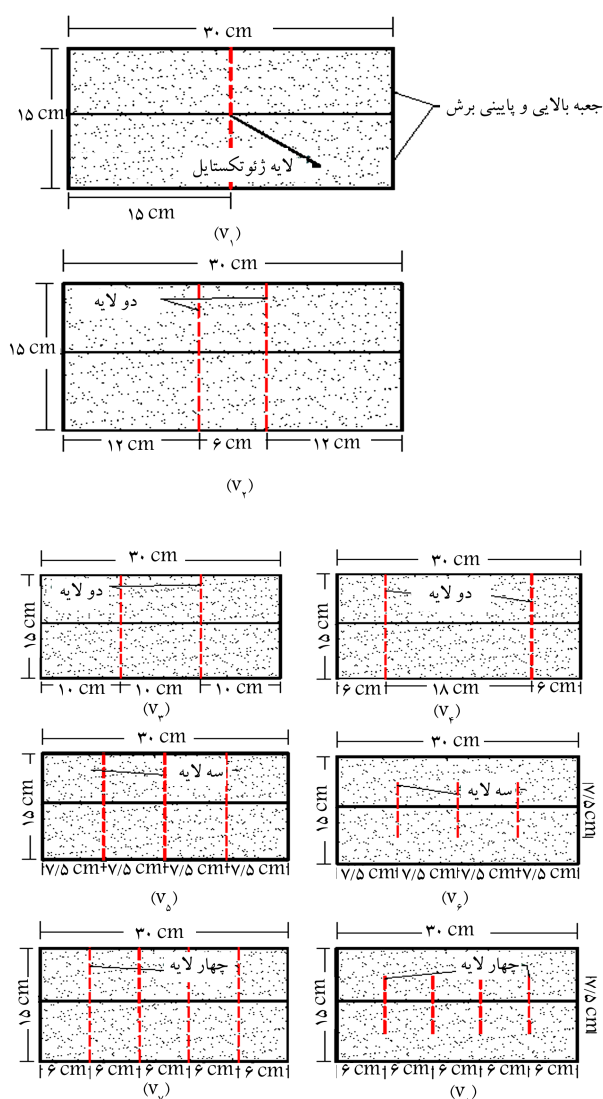 ۳۰ cm
۱۵ cm
جعبه بالایی و پایینی برش
لایه ژئوتکستایل
۱۵ cm
(V۱)
۳۰ cm
دو لایه
۱۵ cm
۱۲ cm ۶ cm ۱۲ cm
(V۲)
۳۰ cm
دو لایه
۱۵ cm
۱۰ cm ۱۰ cm ۱۰ cm
(V۳)
۳۰ cm
دو لایه
۱۵ cm
۶ cm ۱۸ cm ۶ cm
(V۴)
۳۰ cm
سه لایه
۱۵ cm
۷/۵ cm ۷/۵ cm ۷/۵ cm ۷/۵ cm
(V۵)
۳۰ cm
سه لایه
۱۵ cm
۷/۵ cm
۷/۵ cm ۷/۵ cm ۷/۵ cm ۷/۵ cm
(V۶)
۳۰ cm
چهار لایه
۱۵ cm
۶ cm ۶ cm ۶ cm ۶ cm ۶ cm
(V۷)
۳۰ cm
چهار لایه
۱۵ cm
۷/۵ cm
۶ cm ۶ cm ۶ cm ۶ cm ۶ cm
(V